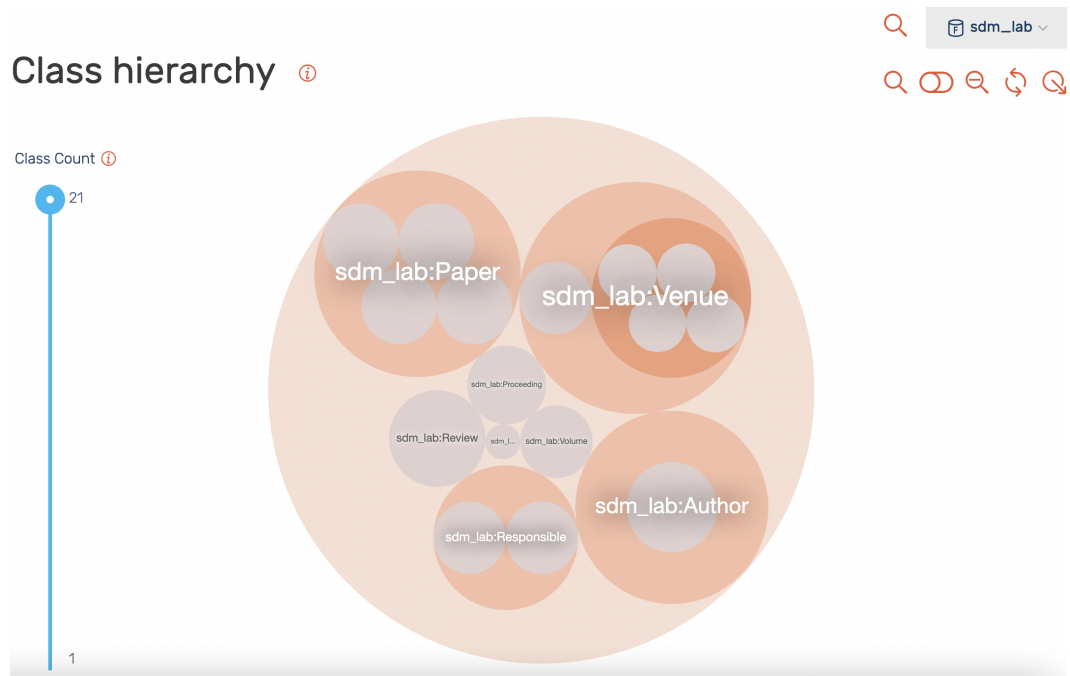 sdm_lab
Class hierarchy
Class Count
21
sdm_lab:Paper
sdm_lab:Venue
sdm_lab:Proceeding
sdm_lab:Review
sdm_l...
sdm_lab:Volume
sdm_lab:Author
sdm_lab:Responsible
1